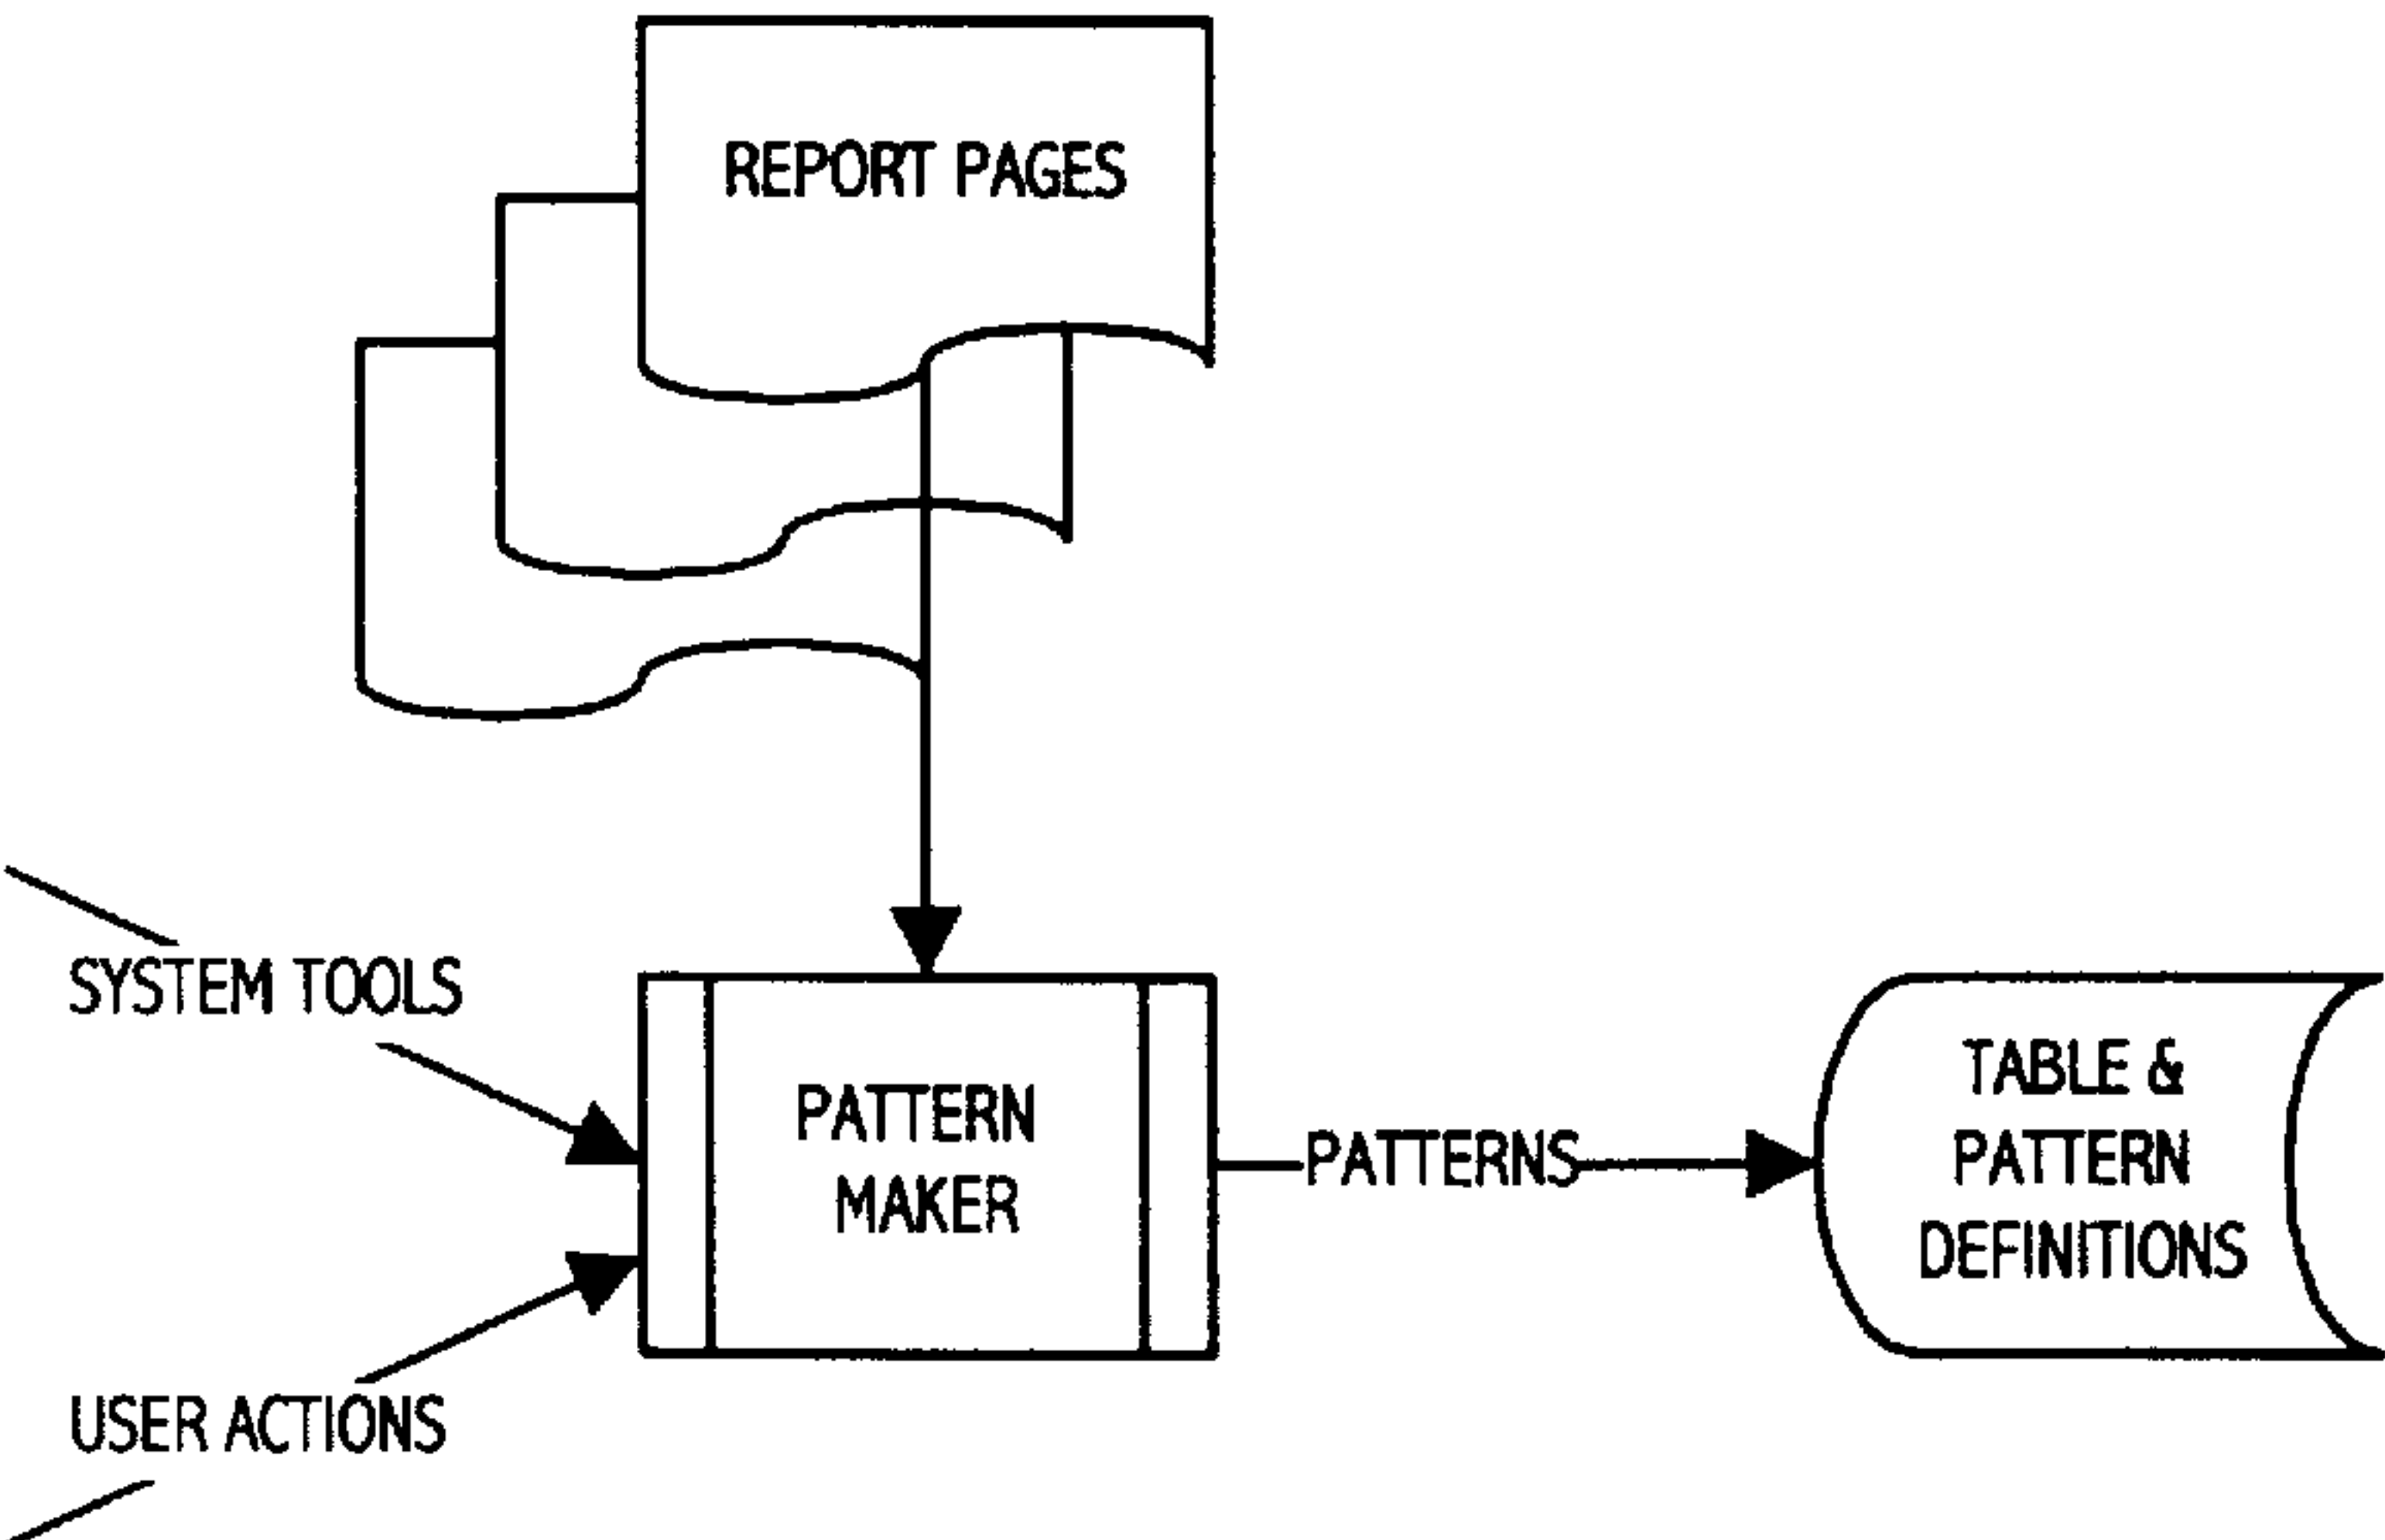 REPORT PAGES
SYSTEM TOOLS
PATTERN
MAKER
PATTERNS
TABLE &
PATTERN
DEFINITIONS
USER ACTIONS